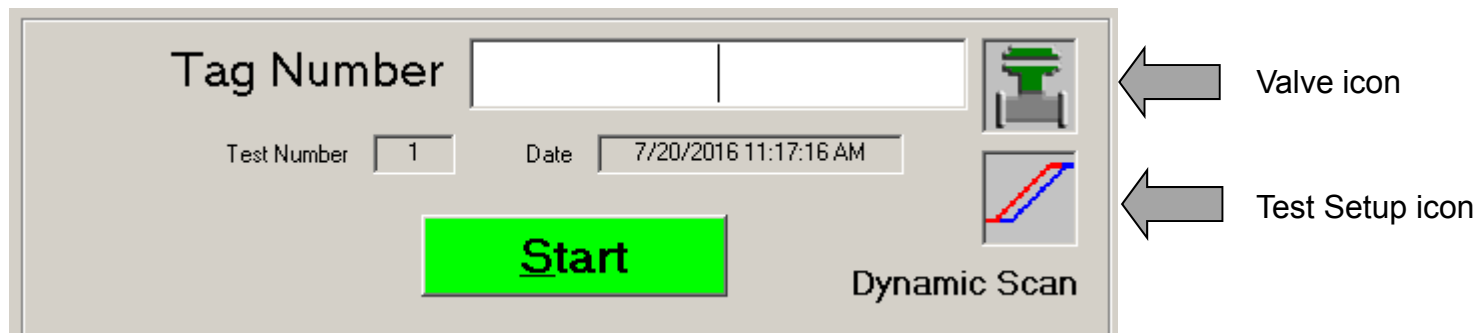 Tag Number
Valve icon
Test Number 1 Date 7/20/2016 11:17:16 AM
Test Setup icon
Start
Dynamic Scan